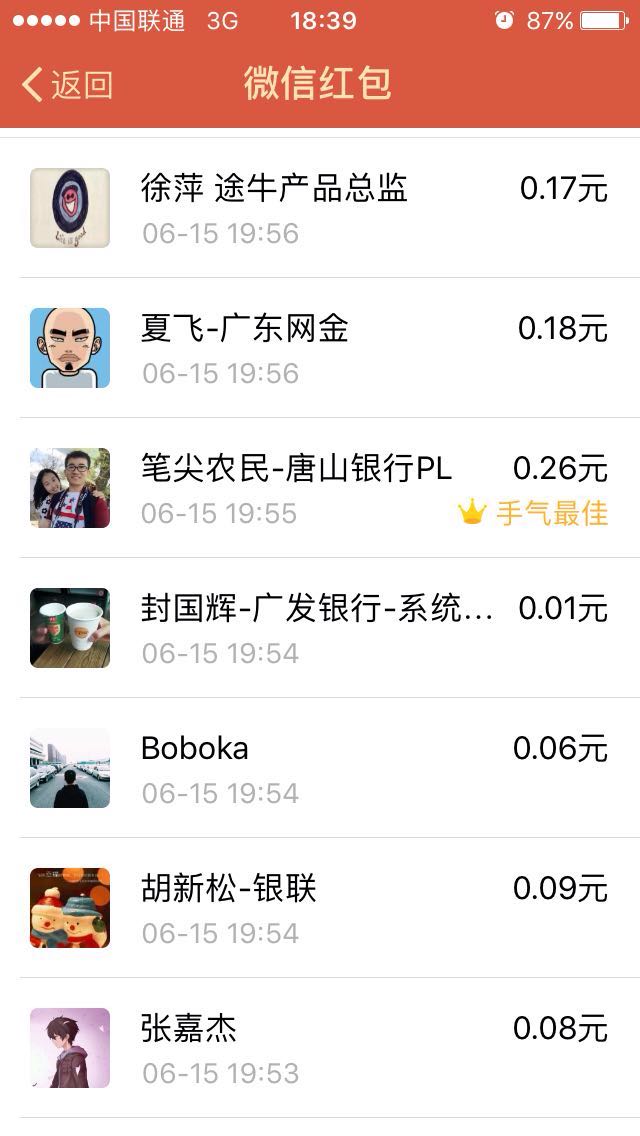 中国联通 3G 18:39 87%
返回 微信红包
徐萍 途牛产品总监 0.17元
06-15 19:56
夏飞-广东网金 0.18元
06-15 19:56
笔尖农民-唐山银行PL 0.26元
06-15 19:55 手气最佳
封国辉-广发银行-系统... 0.01元
06-15 19:54
Boboka 0.06元
06-15 19:54
胡新松-银联 0.09元
06-15 19:54
张嘉杰 0.08元
06-15 19:53